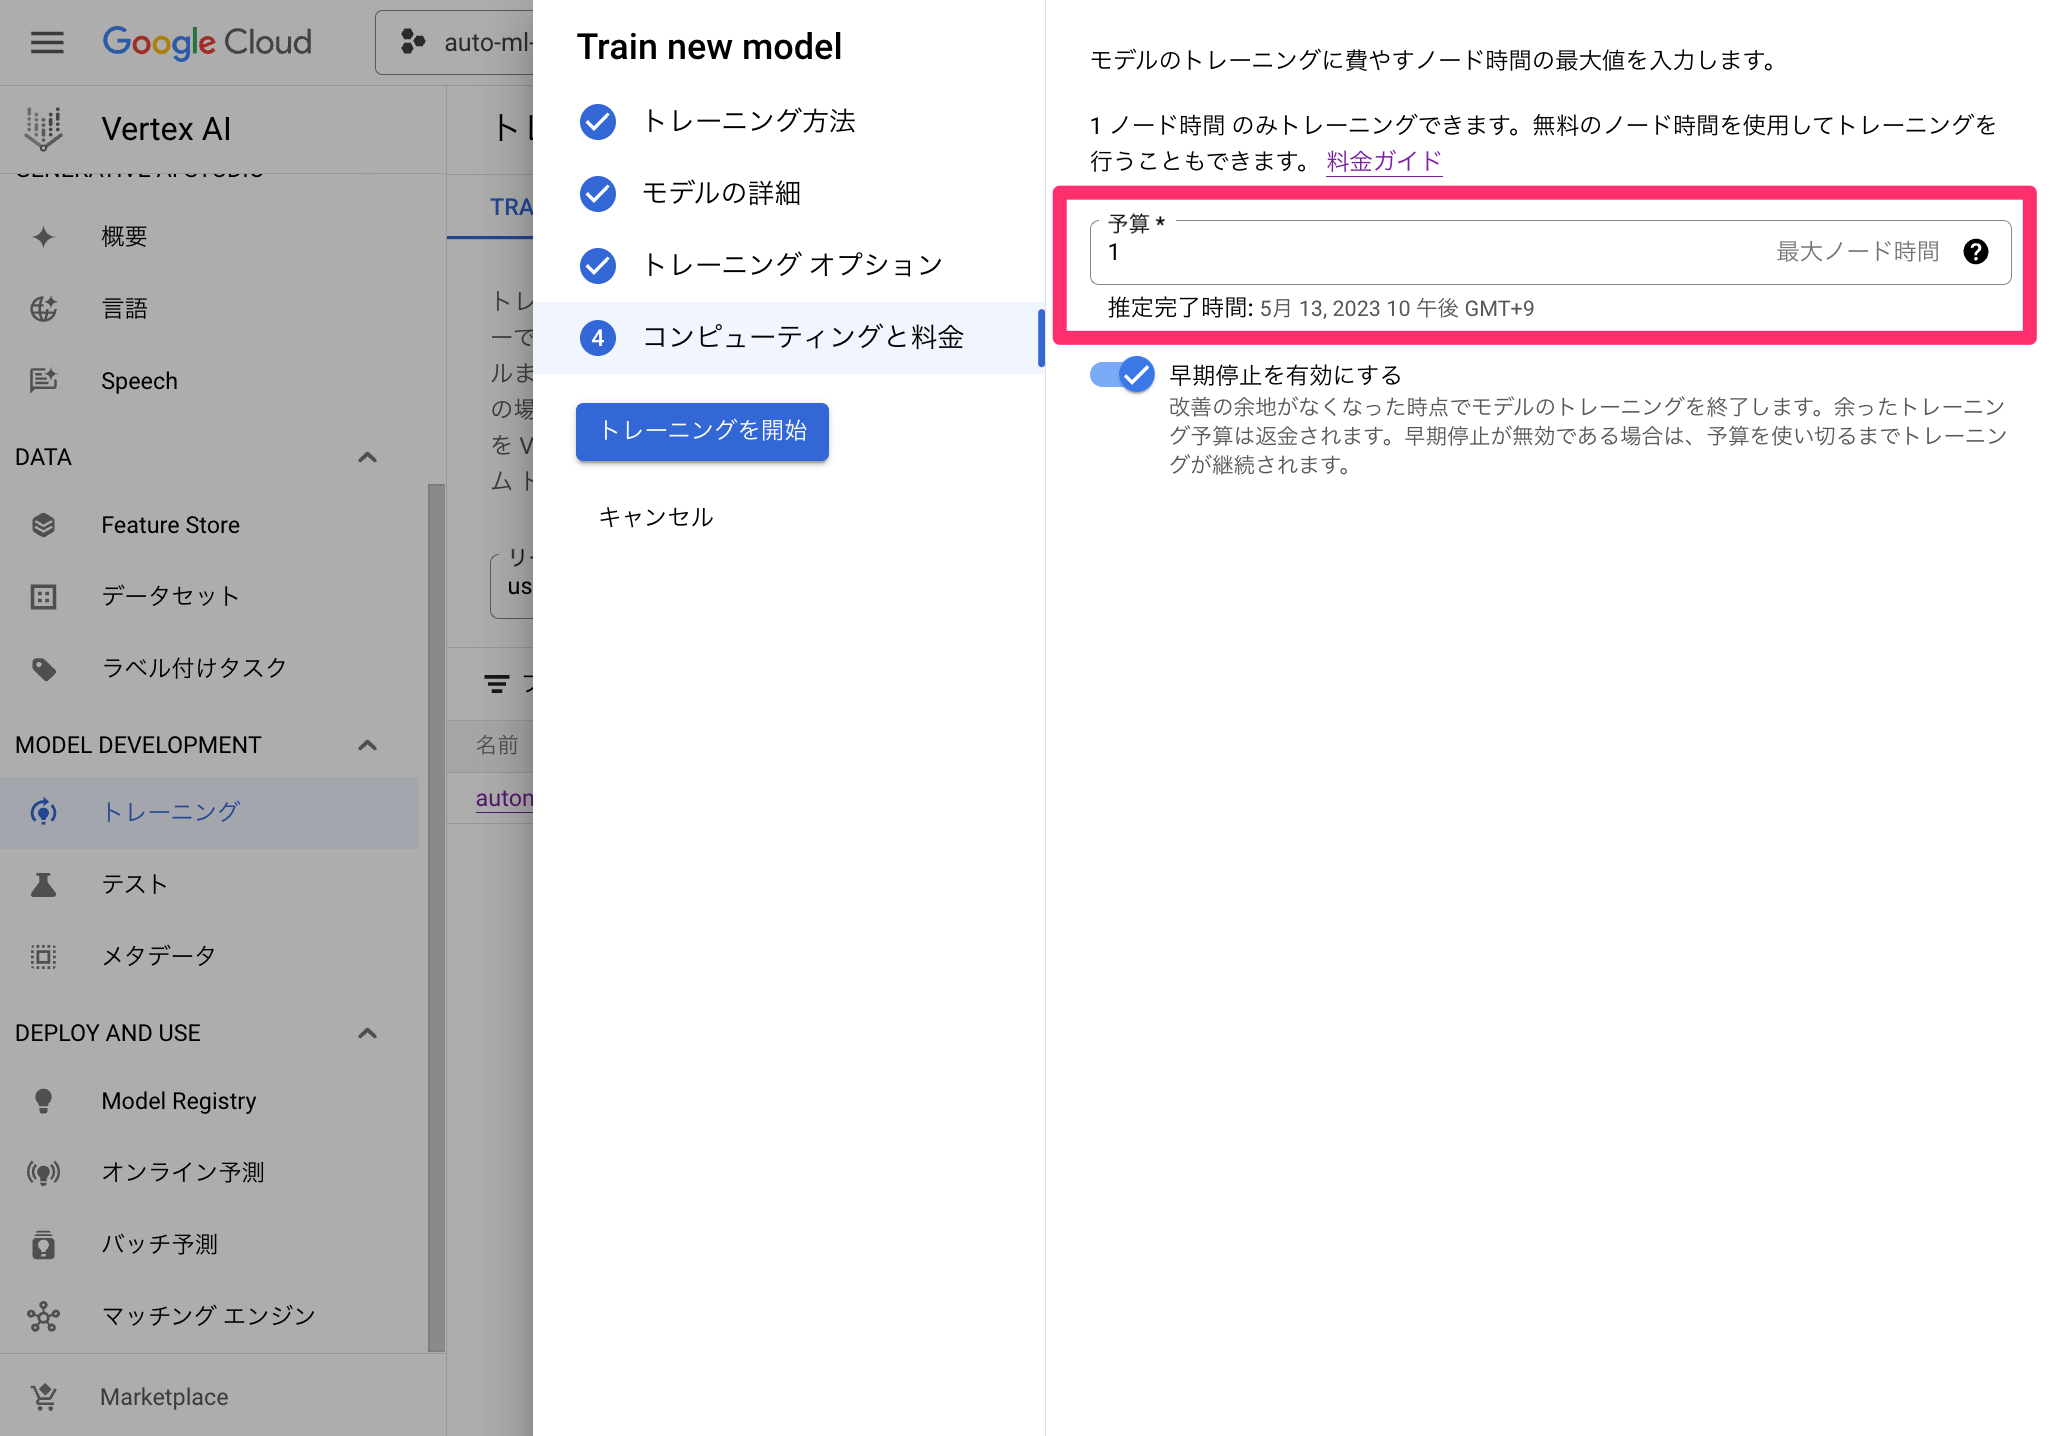 Google Cloud
auto-ml-
Vertex AI
GENERATIVE AI STUDIO
概要
言語
Speech
DATA
Feature Store
データセット
ラベル付けタスク
MODEL DEVELOPMENT
トレーニング
テスト
メタデータ
DEPLOY AND USE
Model Registry
オンライン予測
バッチ予測
マッチング エンジン
Marketplace
トレ
TRA
トレ
ーで
ルま
の場
を V
ム ト
リー
us
フ
名前
autom
Train new model
トレーニング方法
モデルの詳細
トレーニング オプション
4 コンピューティングと料金
トレーニングを開始
キャンセル
モデルのトレーニングに費やすノード時間の最大値を入力します。
1 ノード時間 のみトレーニングできます。無料のノード時間を使用してトレーニングを
行うこともできます。 料金ガイド
予算 *
1 最大ノード時間
推定完了時間: 5月 13, 2023 10 午後 GMT+9
早期停止を有効にする
改善の余地がなくなった時点でモデルのトレーニングを終了します。余ったトレーニン
グ予算は返金されます。早期停止が無効である場合は、予算を使い切るまでトレーニン
グが継続されます。